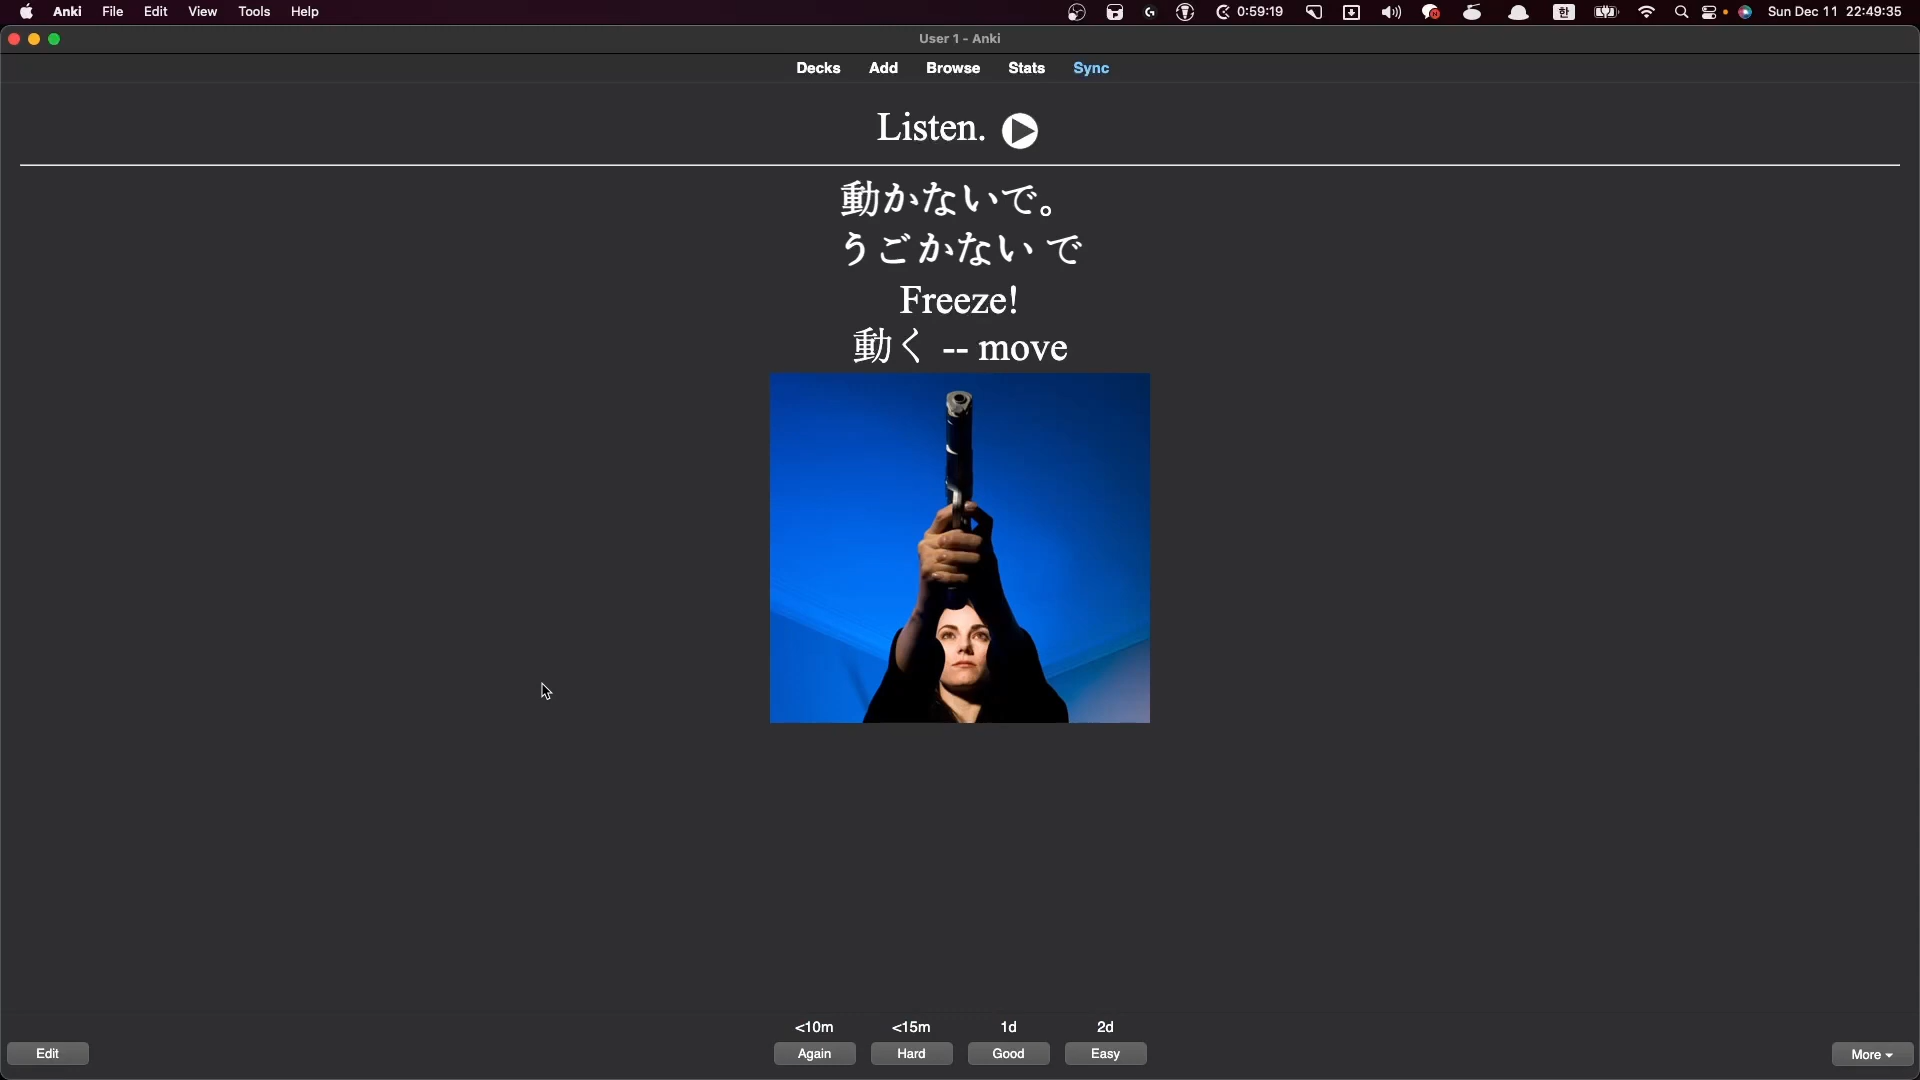 Anki File Edit View Tools Help 0:59:19 한 Sun Dec 11 22:49:35
User 1 - Anki
Decks Add Browse Stats Sync
Listen.
動かないで。
うごかない で
Freeze!
動く -- move
<10m <15m 1d 2d
Edit Again Hard Good Easy More